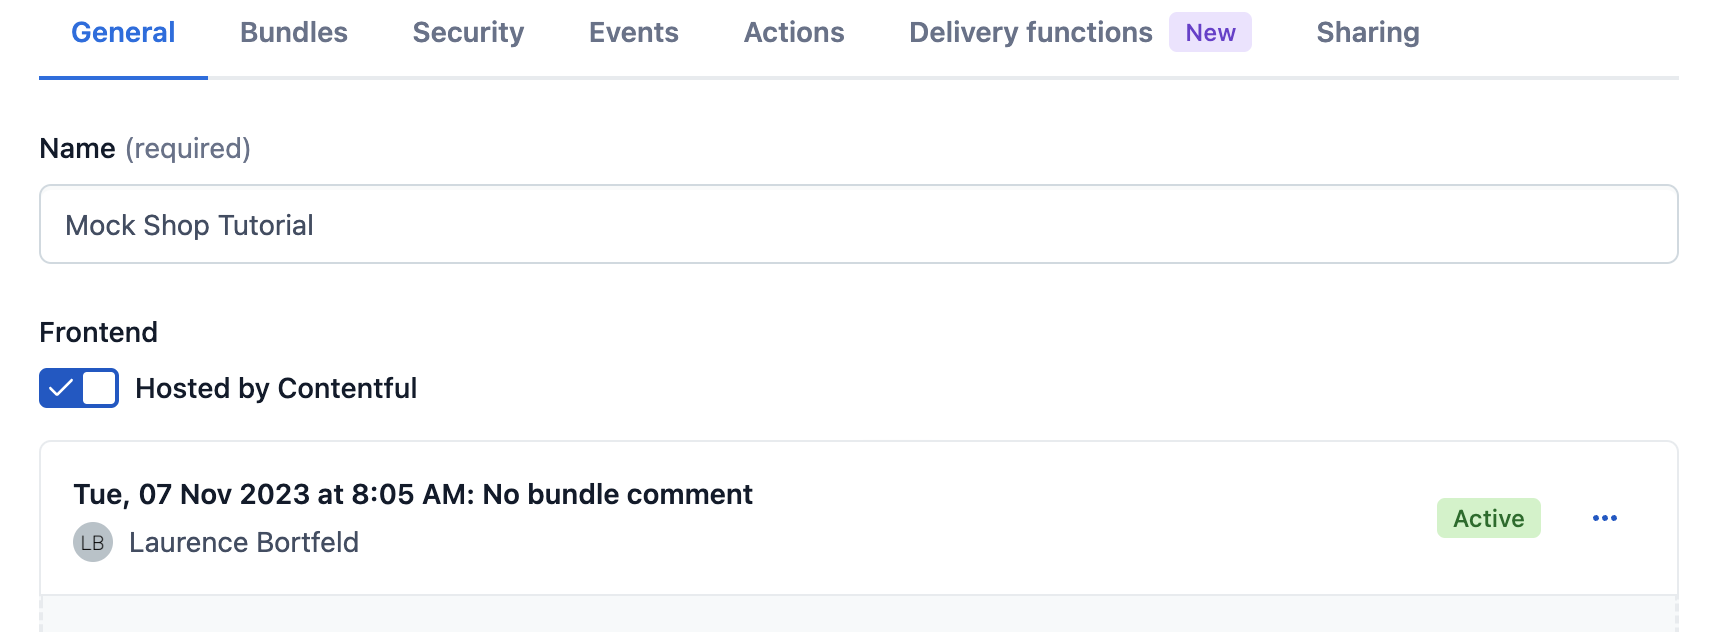 General Bundles Security Events Actions Delivery functions New Sharing
Name (required)
Mock Shop Tutorial
Frontend
Hosted by Contentful
Tue, 07 Nov 2023 at 8:05 AM: No bundle comment
LB Laurence Bortfeld
Active